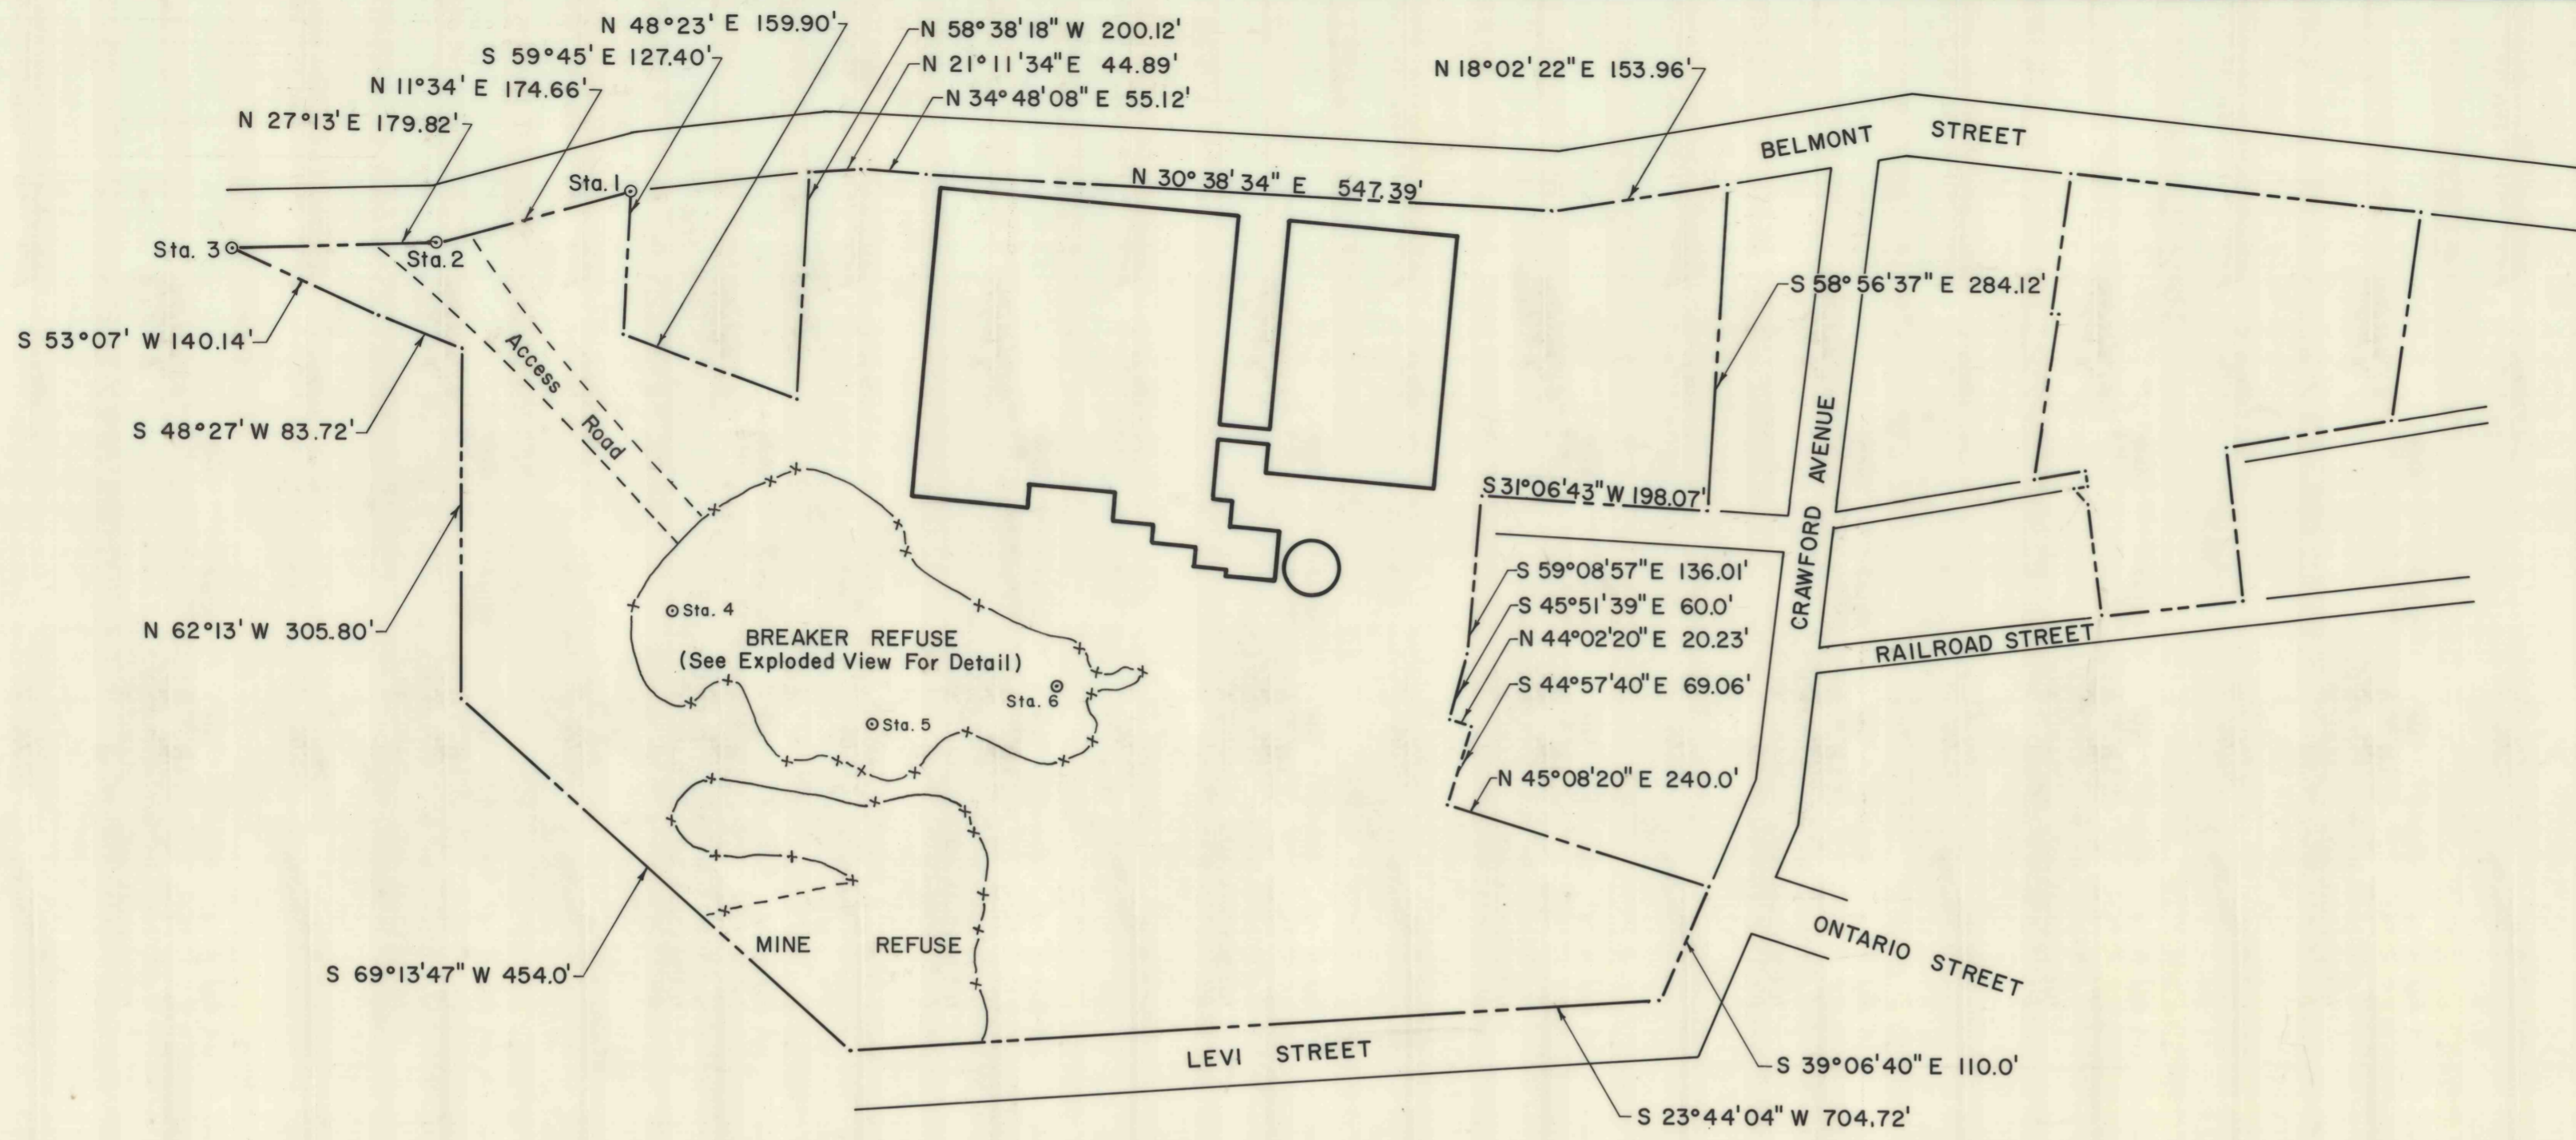 N 48°23' E 159.90'
S 59°45' E 127.40'
N 11°34' E 174.66'
N 27°13' E 179.82'
N 58°38'18" W 200.12'
N 21°11'34" E 44.89'
N 34°48'08" E 55.12'
N 18°02'22" E 153.96'
BELMONT STREET
Sta. 1
N 30°38'34" E 547.39'
Sta. 3
Sta. 2
S 58°56'37" E 284.12'
S 53°07' W 140.14'
Access Road
S 48°27' W 83.72'
CRAWFORD AVENUE
S 31°06'43" W 198.07'
S 59°08'57" E 136.01'
S 45°51'39" E 60.0'
N 44°02'20" E 20.23'
S 44°57'40" E 69.06'
N 45°08'20" E 240.0'
N 62°13' W 305.80'
Sta. 4
BREAKER REFUSE
(See Exploded View For Detail)
Sta. 6
Sta. 5
RAILROAD STREET
MINE REFUSE
S 69°13'47" W 454.0'
ONTARIO STREET
LEVI STREET
S 39°06'40" E 110.0'
S 23°44'04" W 704.72'